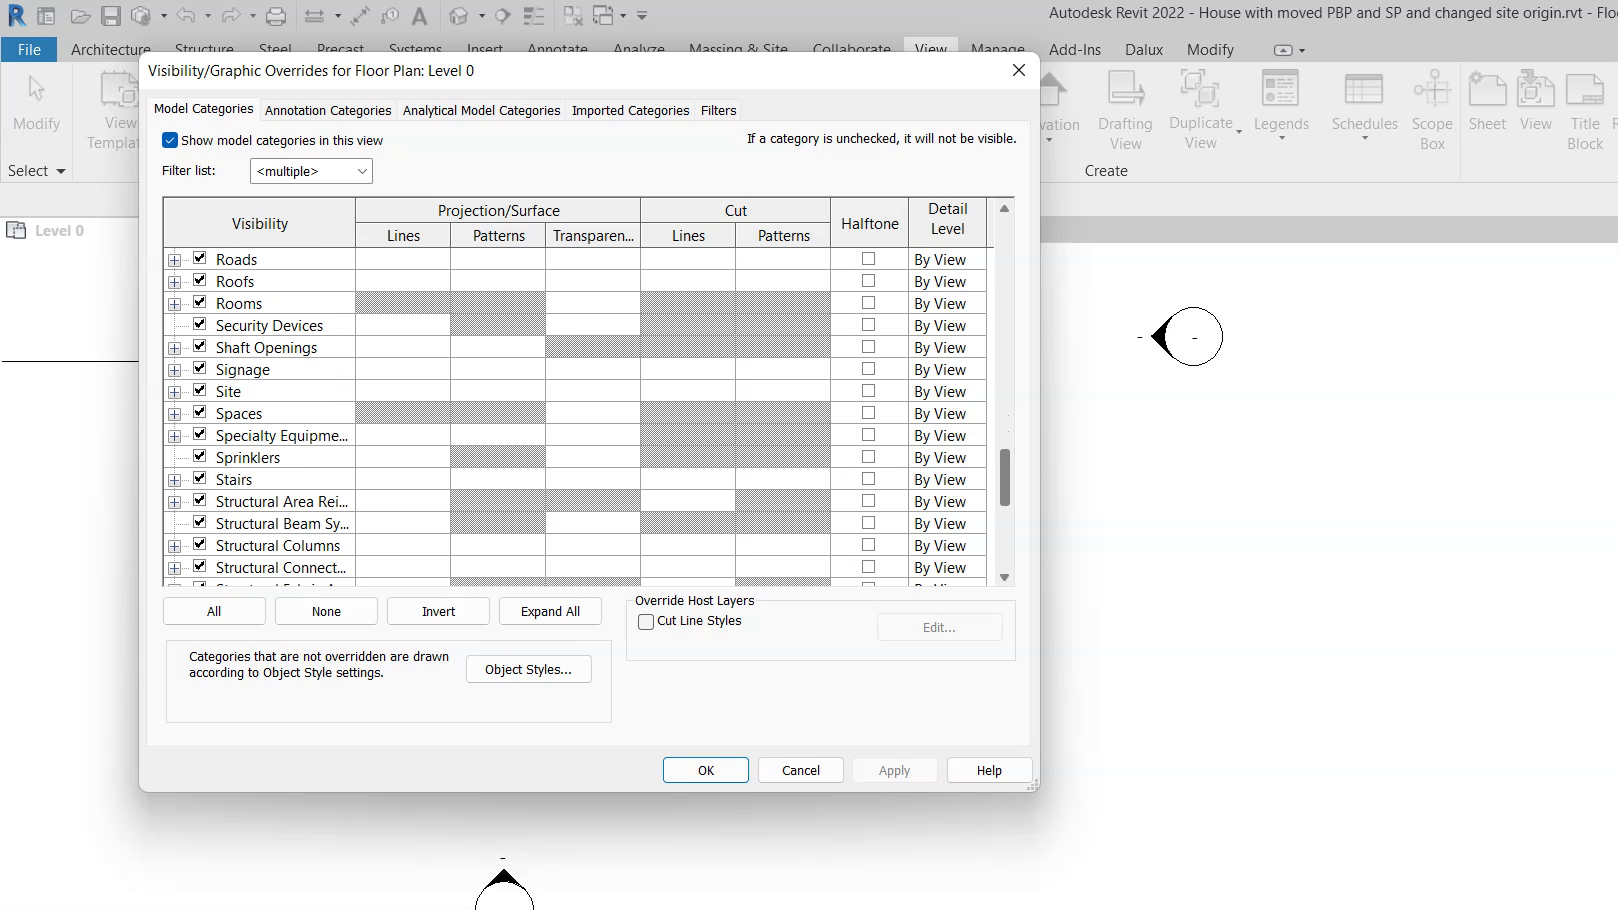 Autodesk Revit 2022 - House with moved PBP and SP and changed site origin.rvt - Flo
File
Architecture
Structure
Steel
Precast
Systems
Insert
Annotate
Analyze
Massing & Site
Collaborate
View
Manage
Add-Ins
Dalux
Modify
Modify
View
Templat
Select
vation
Drafting
View
Duplicate
View
Legends
Schedules
Scope
Box
Sheet
View
Title
Block
R
Create
Level 0
Visibility/Graphic Overrides for Floor Plan: Level 0
Model Categories
Annotation Categories
Analytical Model Categories
Imported Categories
Filters
Show model categories in this view
If a category is unchecked, it will not be visible.
Filter list:
<multiple>
Visibility
Projection/Surface
Cut
Halftone
Detail
Level
Lines
Patterns
Transparen...
Lines
Patterns
Roads By View
Roofs By View
Rooms By View
Security Devices By View
Shaft Openings By View
Signage By View
Site By View
Spaces By View
Specialty Equipme... By View
Sprinklers By View
Stairs By View
Structural Area Rei... By View
Structural Beam Sy... By View
Structural Columns By View
Structural Connect... By View
All
None
Invert
Expand All
Override Host Layers
Cut Line Styles
Edit...
Categories that are not overridden are drawn
according to Object Style settings.
Object Styles...
OK
Cancel
Apply
Help